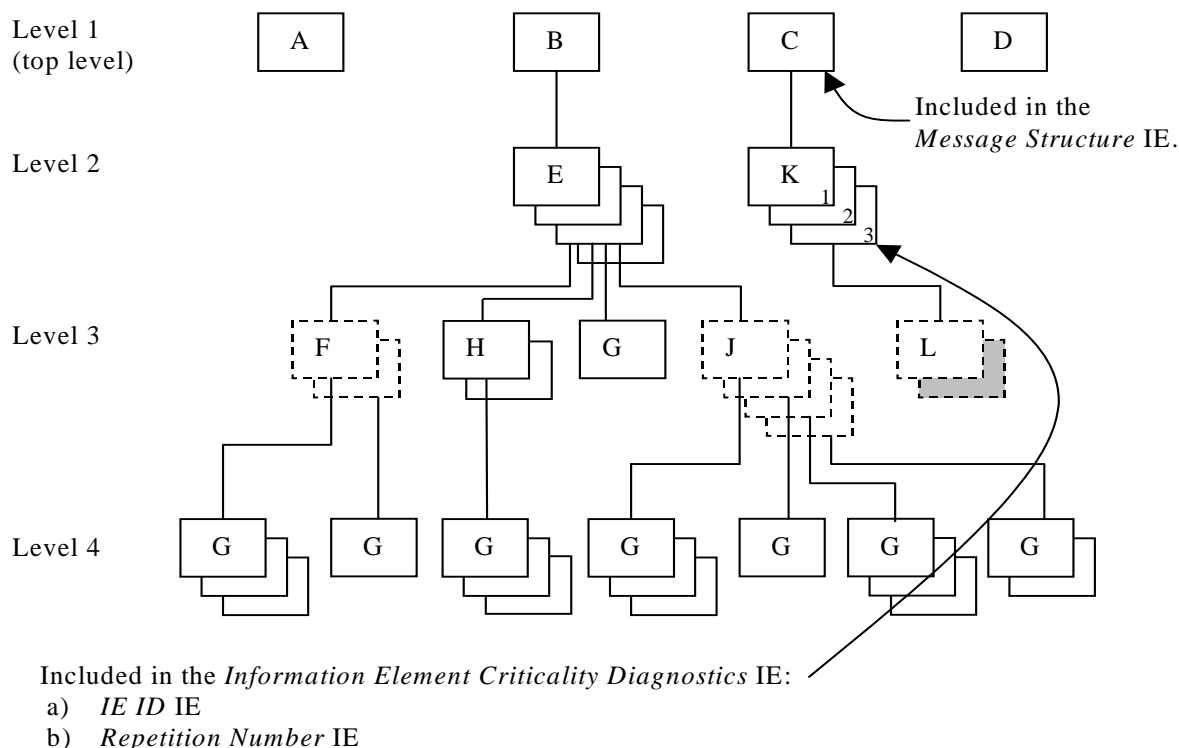 Level 1
(top level)
A
B
C
D
Included in the
Message Structure IE.
Level 2
E
K
1
2
3
Level 3
F
H
G
J
L
Level 4
G
G
G
G
G
G
G
Included in the Information Element Criticality Diagnostics IE:
a) IE ID IE
b) Repetition Number IE